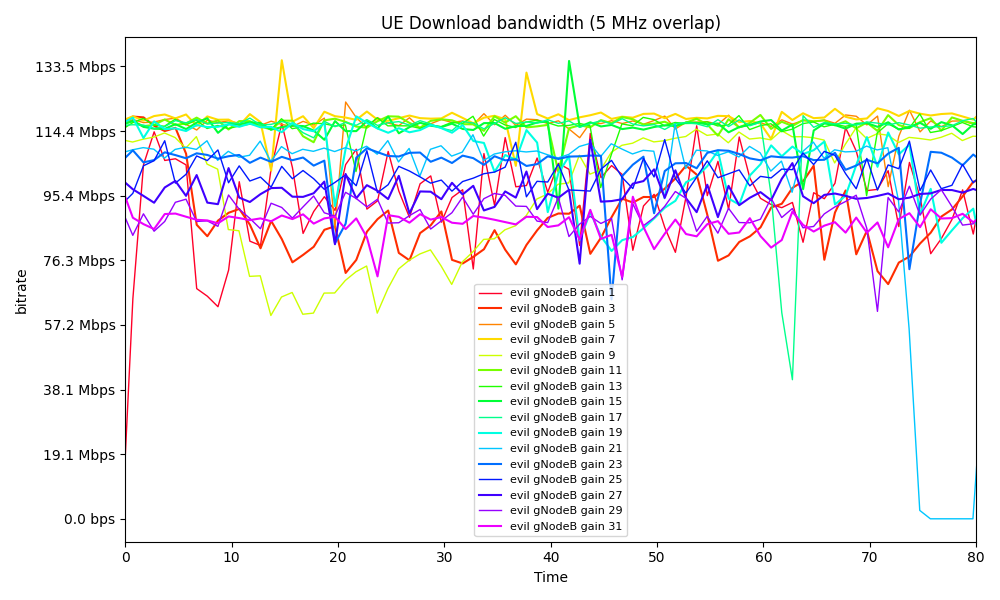 UE Download bandwidth (5 MHz overlap)
133.5 Mbps
114.4 Mbps
95.4 Mbps
76.3 Mbps
57.2 Mbps
38.1 Mbps
19.1 Mbps
0.0 bps
bitrate
evil gNodeB gain 1
evil gNodeB gain 3
evil gNodeB gain 5
evil gNodeB gain 7
evil gNodeB gain 9
evil gNodeB gain 11
evil gNodeB gain 13
evil gNodeB gain 15
evil gNodeB gain 17
evil gNodeB gain 19
evil gNodeB gain 21
evil gNodeB gain 23
evil gNodeB gain 25
evil gNodeB gain 27
evil gNodeB gain 29
evil gNodeB gain 31
0 10 20 30 40 50 60 70 80
Time